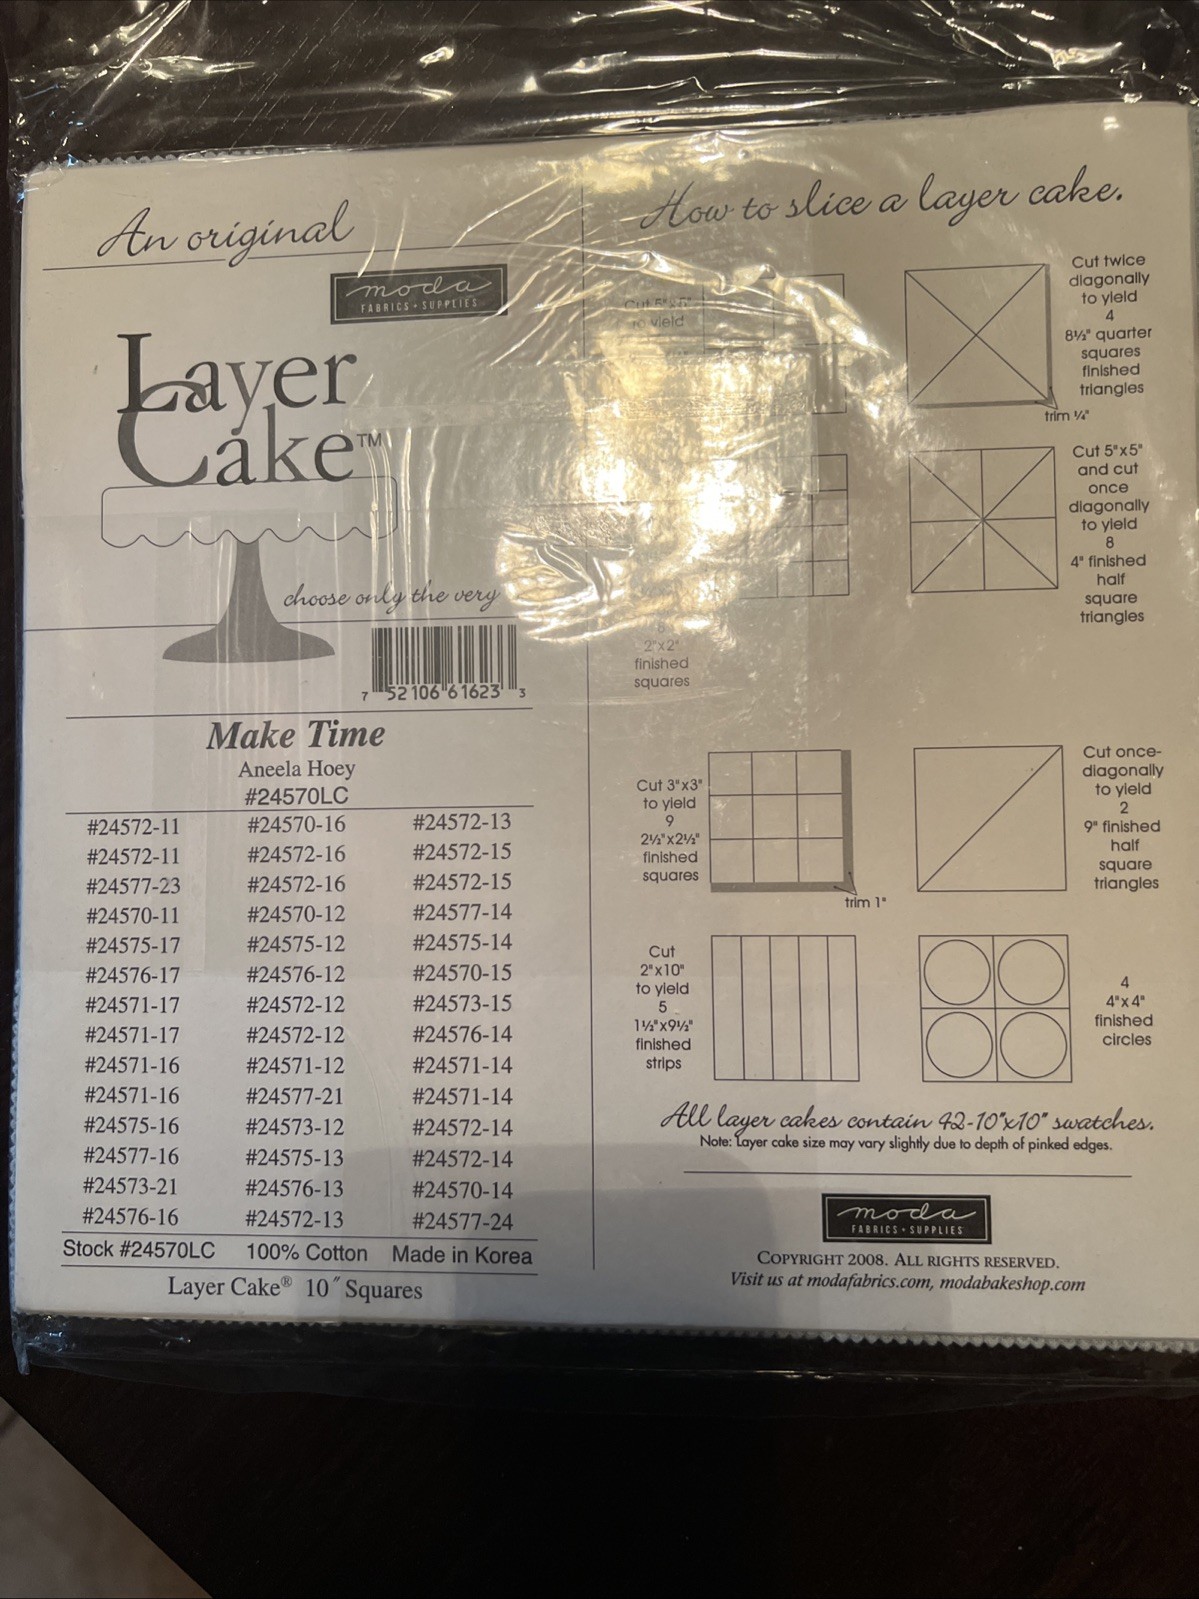 An original
moda
FABRICS + SUPPLIES
Layer
Cake™
choose only the very
7 52106 61623 3
Make Time
Aneela Hoey
#24570LC
#24572-11 #24570-16 #24572-13
#24572-11 #24572-16 #24572-15
#24577-23 #24572-16 #24572-15
#24570-11 #24570-12 #24577-14
#24575-17 #24575-12 #24575-14
#24576-17 #24576-12 #24570-15
#24571-17 #24572-12 #24573-15
#24571-17 #24572-12 #24576-14
#24571-16 #24571-12 #24571-14
#24571-16 #24577-21 #24571-14
#24575-16 #24573-12 #24572-14
#24577-16 #24575-13 #24572-14
#24573-21 #24576-13 #24570-14
#24576-16 #24572-13 #24577-24
Stock #24570LC 100% Cotton Made in Korea
Layer Cake® 10" Squares
How to slice a layer cake.
Cut 5"x5"
to yield
Cut twice
diagonally
to yield
4
8½" quarter
squares
finished
triangles
trim ¼"
2"x2"
finished
squares
Cut 5"x5"
and cut
once
diagonally
to yield
8
4" finished
half
square
triangles
Cut 3"x3"
to yield
9
2½"x2½"
finished
squares
trim 1"
Cut once-
diagonally
to yield
2
9" finished
half
square
triangles
Cut
2"x10"
to yield
5
1½"x9½"
finished
strips
4
4"x4"
finished
circles
All layer cakes contain 42-10"x10" swatches.
Note: Layer cake size may vary slightly due to depth of pinked edges.
moda
FABRICS + SUPPLIES
COPYRIGHT 2008. ALL RIGHTS RESERVED.
Visit us at modafabrics.com, modabakeshop.com